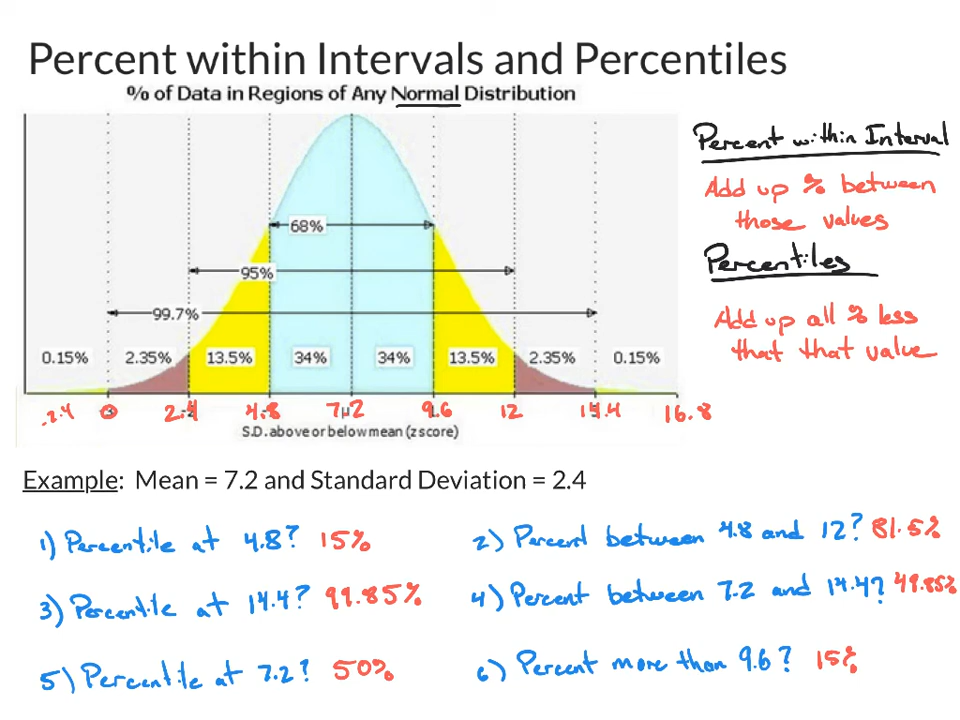 Percent within Intervals and Percentiles
% of Data in Regions of Any Normal Distribution
Percent within Interval
Add up % between
those values
Percentiles
Add up all % less
that that value
68%
95%
99.7%
0.15% 2.35% 13.5% 34% 34% 13.5% 2.35% 0.15%
-2.4 0 2.4 4.8 7.2 9.6 12 14.4 16.8
S.D. above or below mean (z score)
Example: Mean = 7.2 and Standard Deviation = 2.4
1) Percentile at 4.8? 15%
2) Percent between 4.8 and 12? 81.5%
3) Percentile at 14.4? 99.85%
4) Percent between 7.2 and 14.4? 49.85%
5) Percentile at 7.2? 50%
6) Percent more than 9.6? 15%